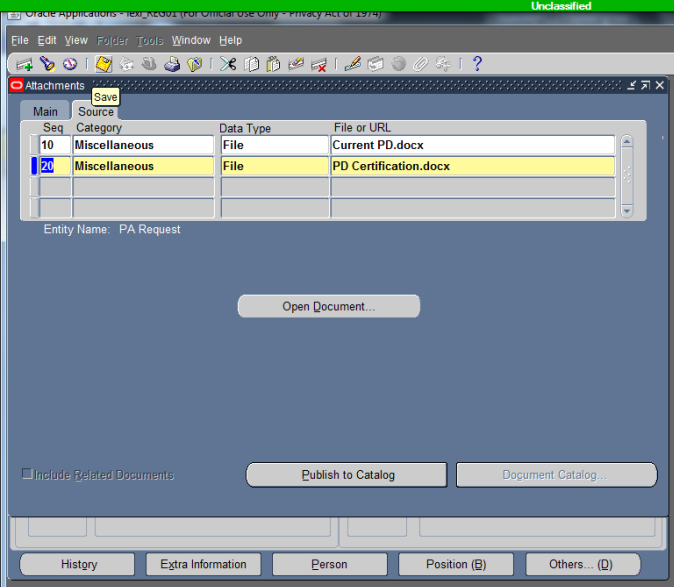 Unclassified
Oracle Applications - (For Official Use Only - Privacy Act of 1974)
File Edit View Folder Tools Window Help
Attachments
Save
Main Source
Seq Category Data Type File or URL
10 Miscellaneous File Current PD.docx
20 Miscellaneous File PD Certification.docx
Entity Name: PA Request
Open Document...
Include Related Documents Publish to Catalog Document Catalog...
History Extra Information Person Position (B) Others... (D)